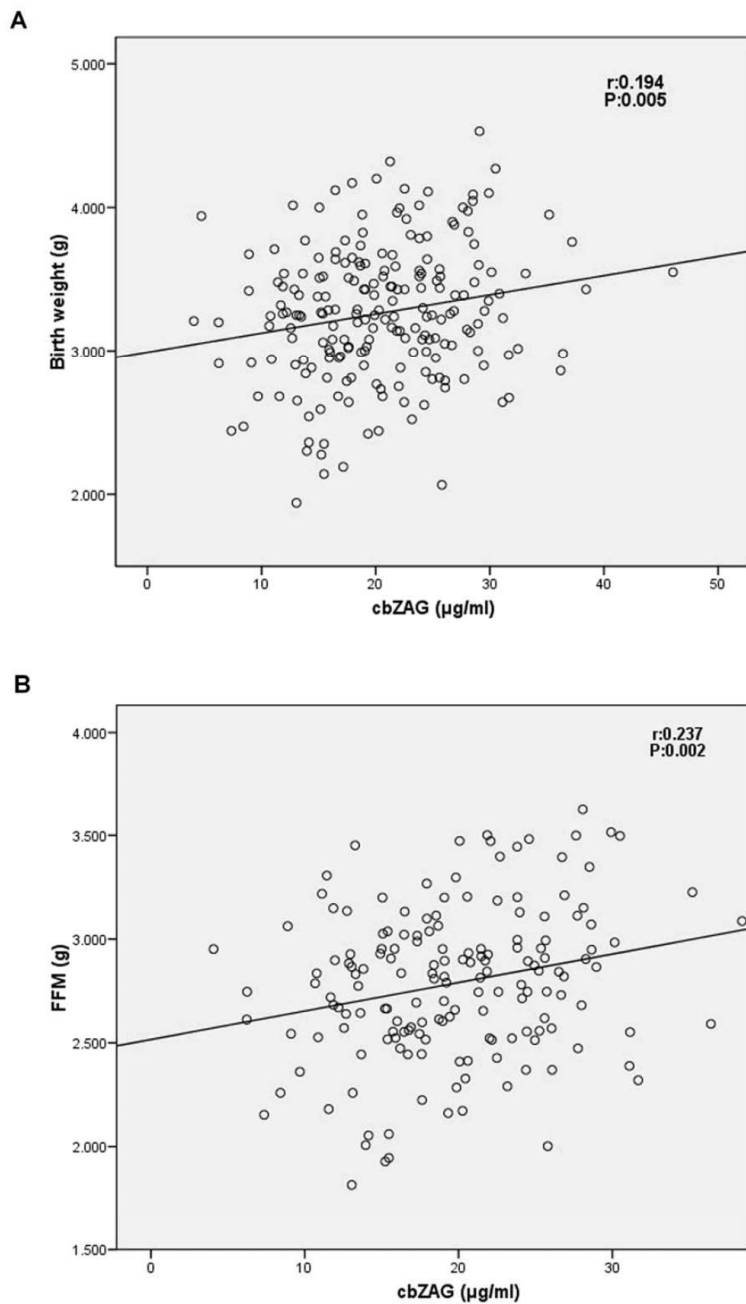 A
5.000
r:0.194
P:0.005
4.000
3.000
2.000
Birth weight (g)
0 10 20 30 40 50
cbZAG (µg/ml)
B
4.000
r:0.237
P:0.002
3.500
3.000
2.500
2.000
1.500
FFM (g)
0 10 20 30
cbZAG (µg/ml)